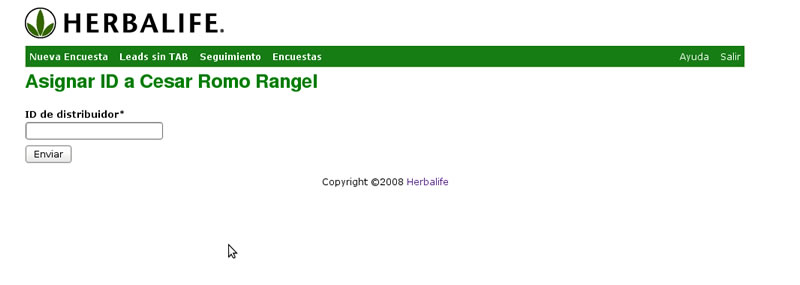 HERBALIFE.
Nueva Encuesta Leads sin TAB Seguimiento Encuestas Ayuda Salir
Asignar ID a Cesar Romo Rangel
ID de distribuidor*
Enviar
Copyright ©2008 Herbalife